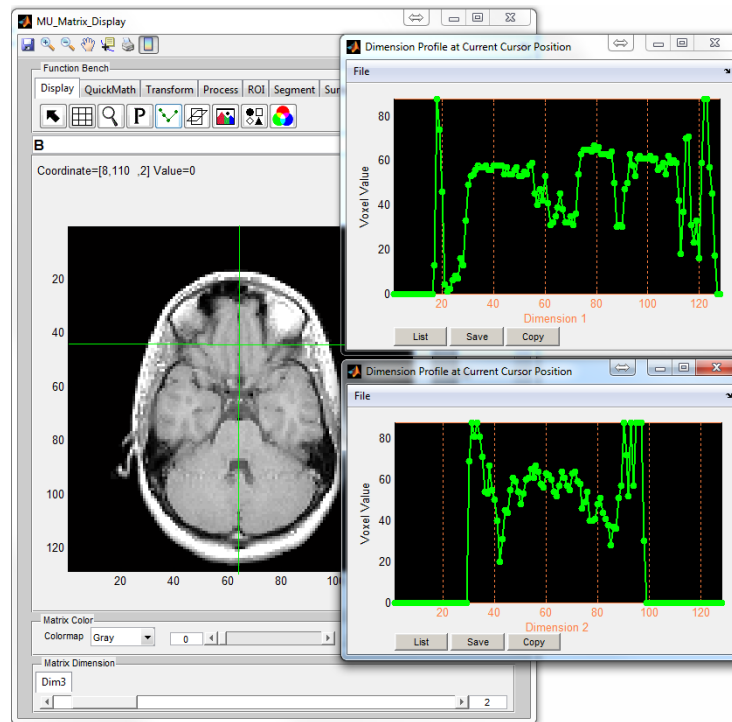 MU_Matrix_Display
Function Bench
Display QuickMath Transform Process ROI Segment
P
B
Coordinate=[8,110 ,2] Value=0
20
40
60
80
100
120
20 40 60 80
Matrix Color
Colormap Gray 0
Matrix Dimension
Dim3
2
Dimension Profile at Current Cursor Position
File
80
60
40
20
0
Voxel Value
20 40 60 80 100 120
Dimension 1
List Save Copy
Dimension Profile at Current Cursor Position
File
80
60
40
20
0
Voxel Value
20 40 60 80 100 120
Dimension 2
List Save Copy